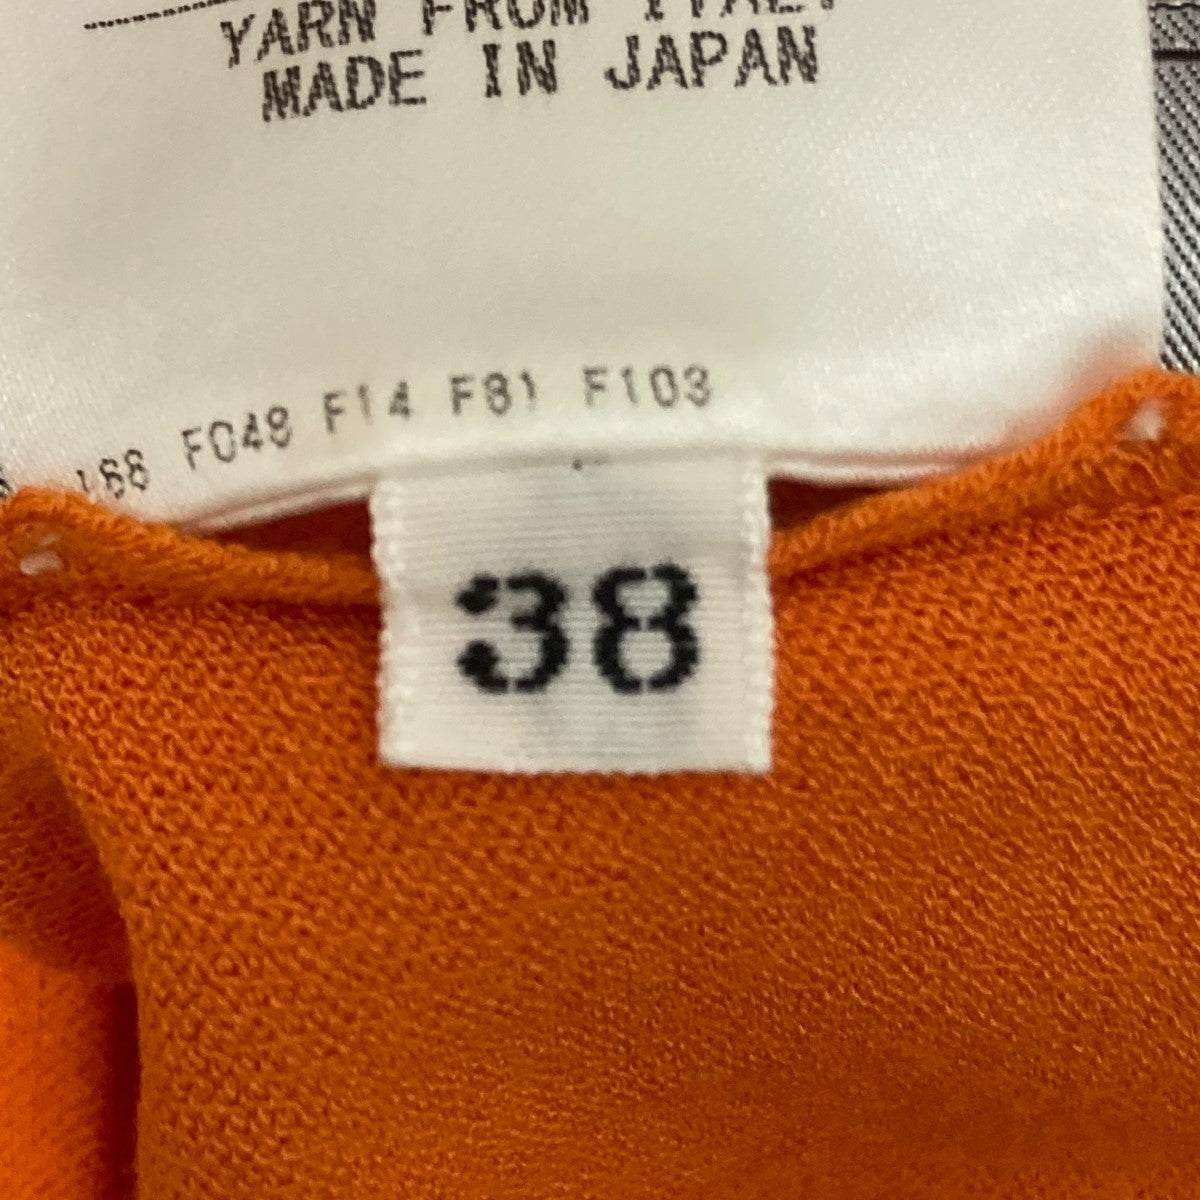 YARN FROM ITALY
MADE IN JAPAN
F048 F14 F81 F103
38